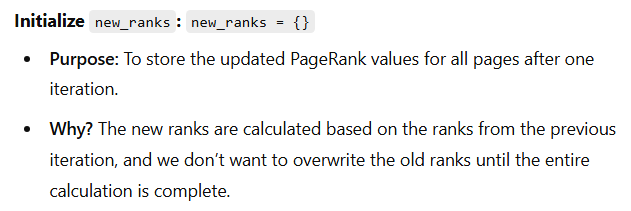 Initialize new_ranks: new_ranks = {}
• Purpose: To store the updated PageRank values for all pages after one
iteration.
• Why? The new ranks are calculated based on the ranks from the previous
iteration, and we don’t want to overwrite the old ranks until the entire
calculation is complete.